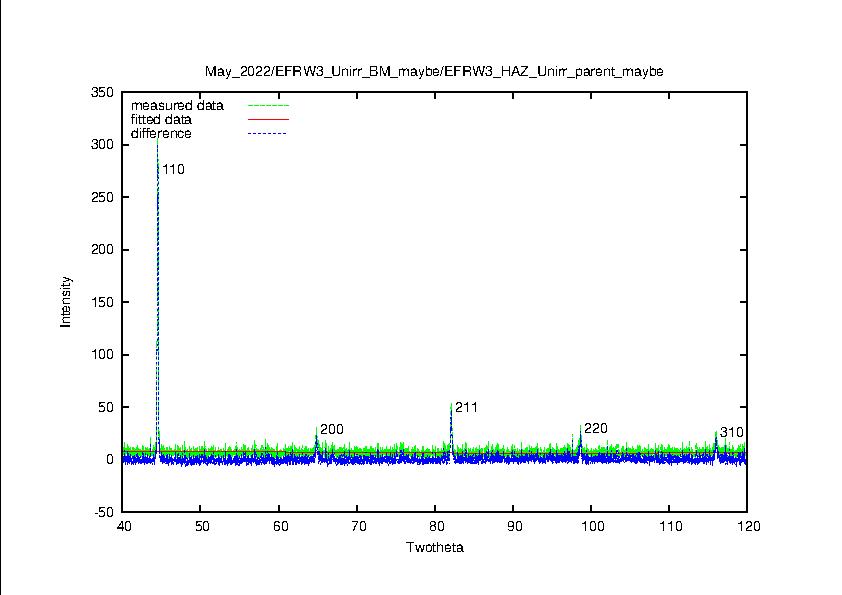 May_2022/EFRW3_Unirr_BM_maybe/EFRW3_HAZ_Unirr_parent_maybe
350
measured data
fitted data
difference
300
110
250
200
Intensity
150
100
50
211
200
220
310
0
-50
40 50 60 70 80 90 100 110 120
Twotheta